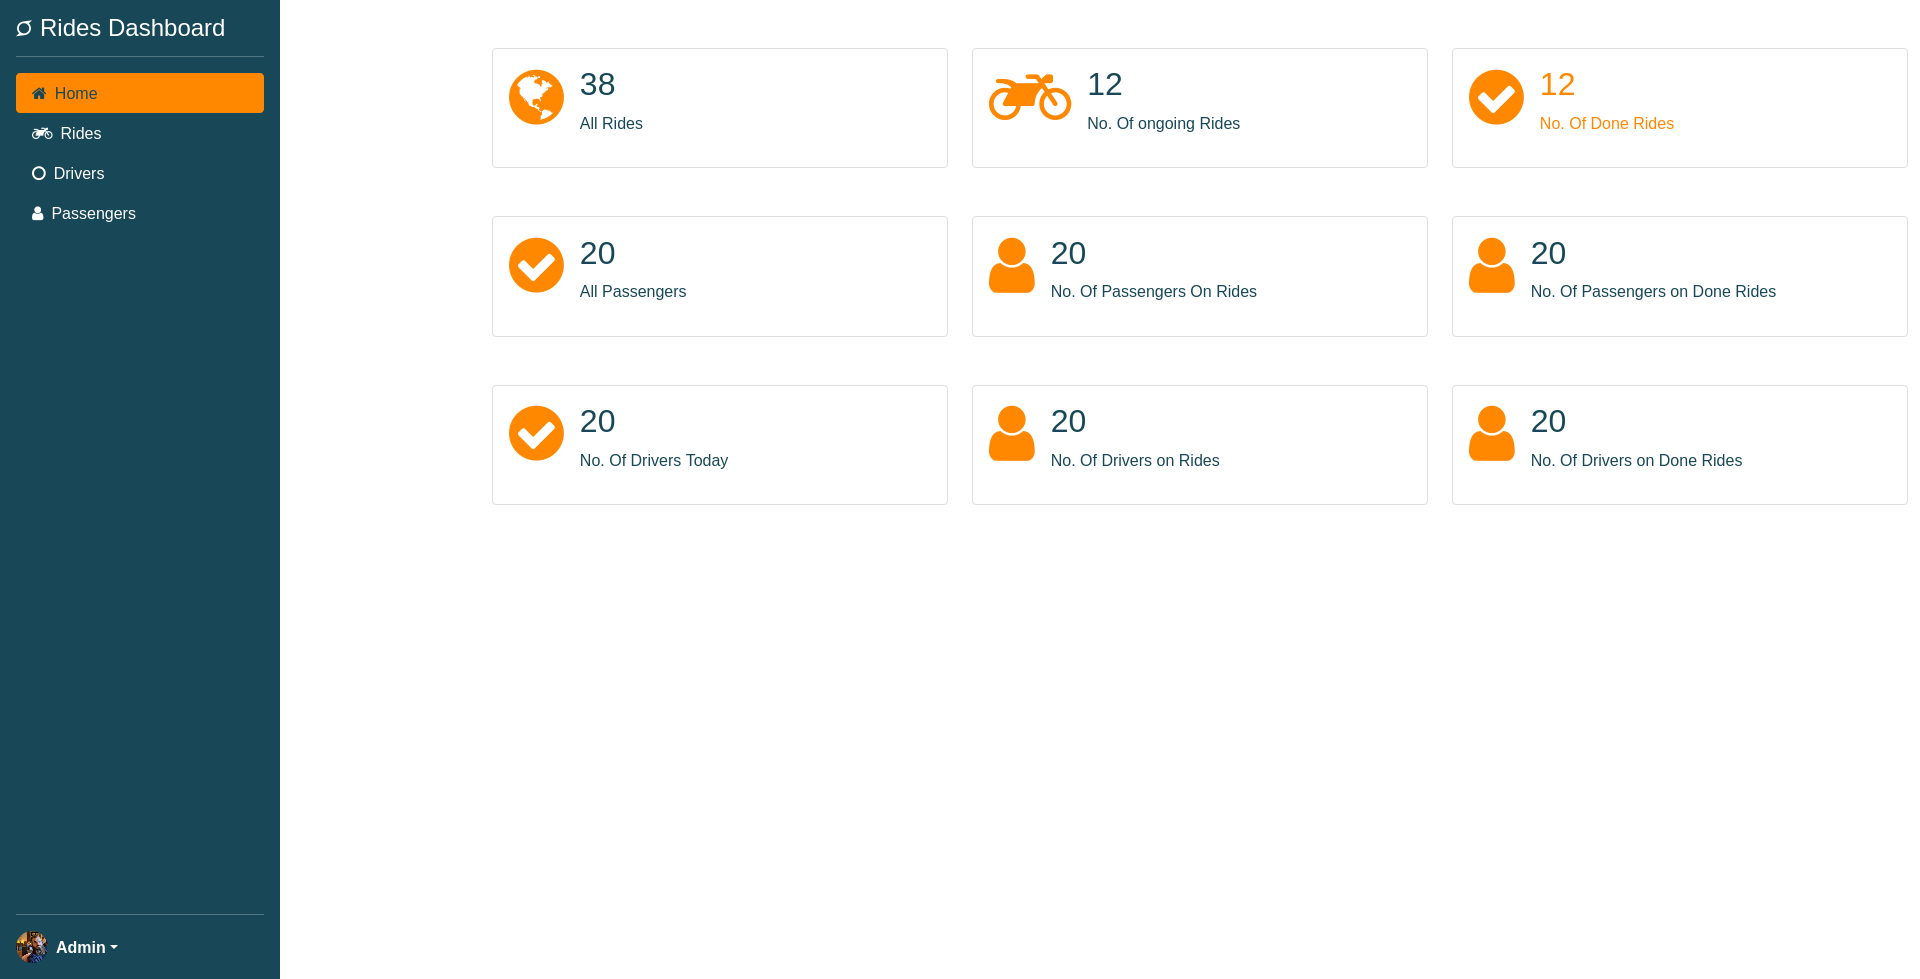 Rides Dashboard
Home
Rides
Drivers
Passengers
Admin
38
All Rides
12
No. Of ongoing Rides
12
No. Of Done Rides
20
All Passengers
20
No. Of Passengers On Rides
20
No. Of Passengers on Done Rides
20
No. Of Drivers Today
20
No. Of Drivers on Rides
20
No. Of Drivers on Done Rides